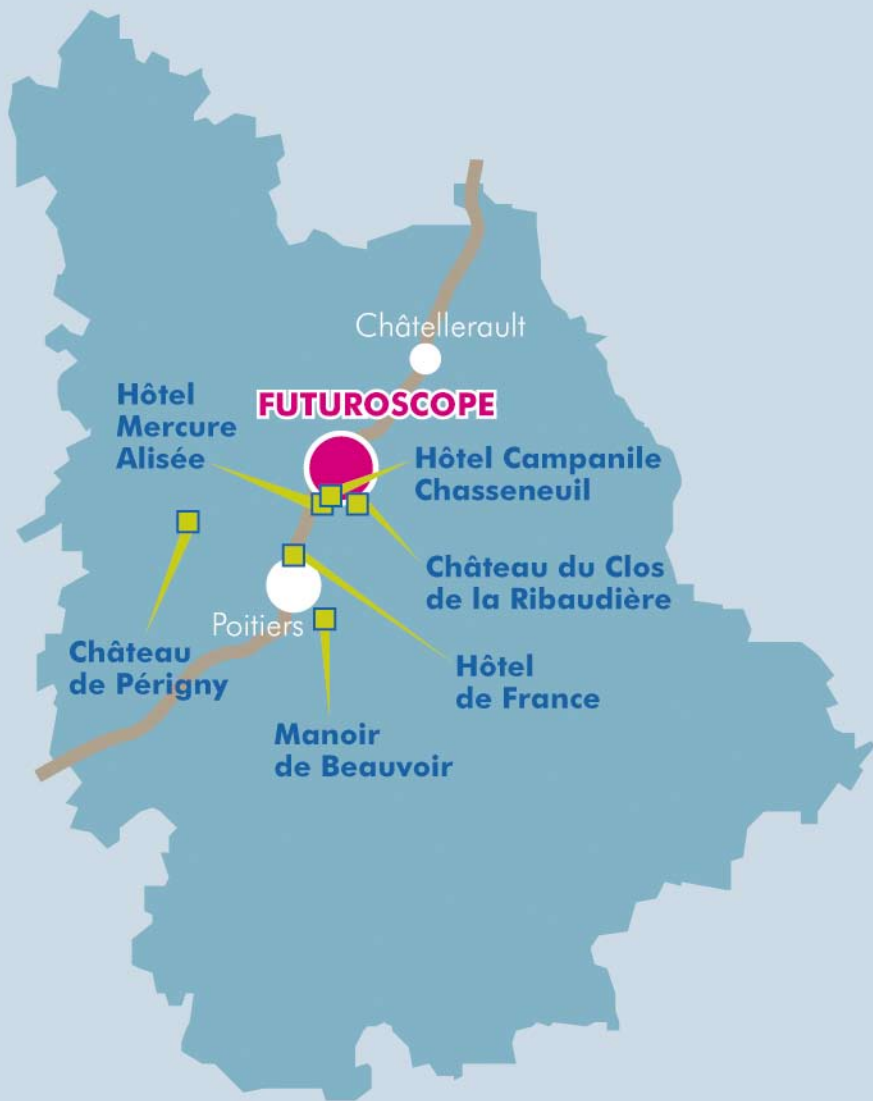 Châtellerault
FUTUROSCOPE
Hôtel
Mercure
Alisée
Hôtel Campanile
Chasseneuil
Château du Clos
de la Ribaudière
Poitiers
Château
de Périgny
Hôtel
de France
Manoir
de Beauvoir